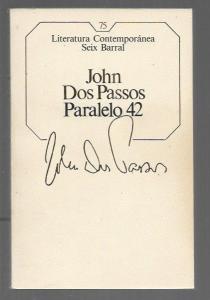 75
Literatura Contemporánea
Seix Barral
John
Dos Passos
Paralelo 42
John Dos Passos